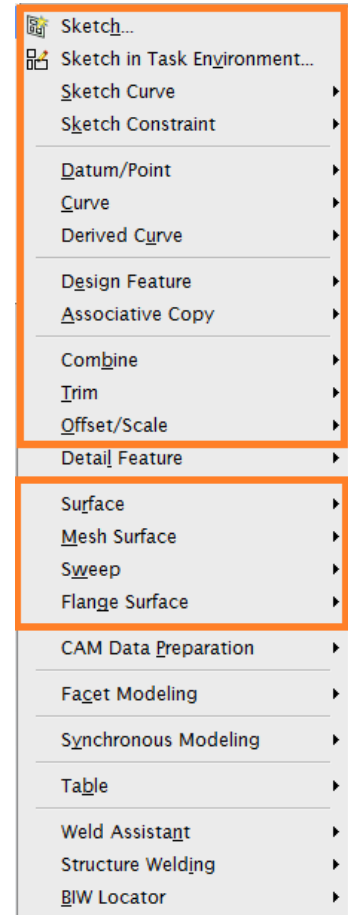 Sketch...
Sketch in Task Environment...
Sketch Curve
Sketch Constraint
Datum/Point
Curve
Derived Curve
Design Feature
Associative Copy
Combine
Trim
Offset/Scale
Detail Feature
Surface
Mesh Surface
Sweep
Flange Surface
CAM Data Preparation
Facet Modeling
Synchronous Modeling
Table
Weld Assistant
Structure Welding
BIW Locator